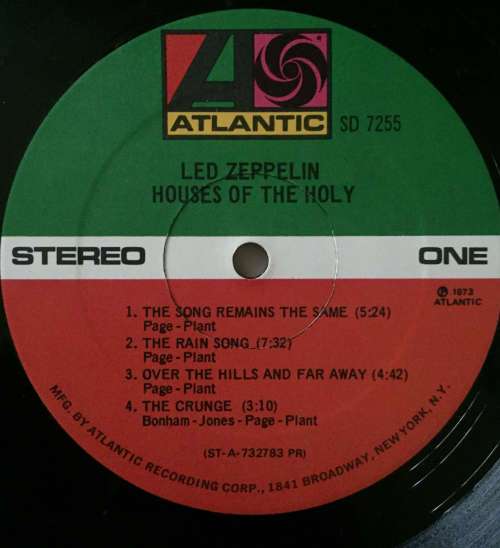 ATLANTIC
SD 7255
LED ZEPPELIN
HOUSES OF THE HOLY
STEREO
ONE
℗ 1973
ATLANTIC
1. THE SONG REMAINS THE SAME (5:24)
Page - Plant
2. THE RAIN SONG (7:32)
Page - Plant
3. OVER THE HILLS AND FAR AWAY (4:42)
Page - Plant
4. THE CRUNGE (3:10)
Bonham - Jones - Page - Plant
(ST-A-732783 PR)
MFG. BY ATLANTIC RECORDING CORP., 1841 BROADWAY, NEW YORK, N.Y.